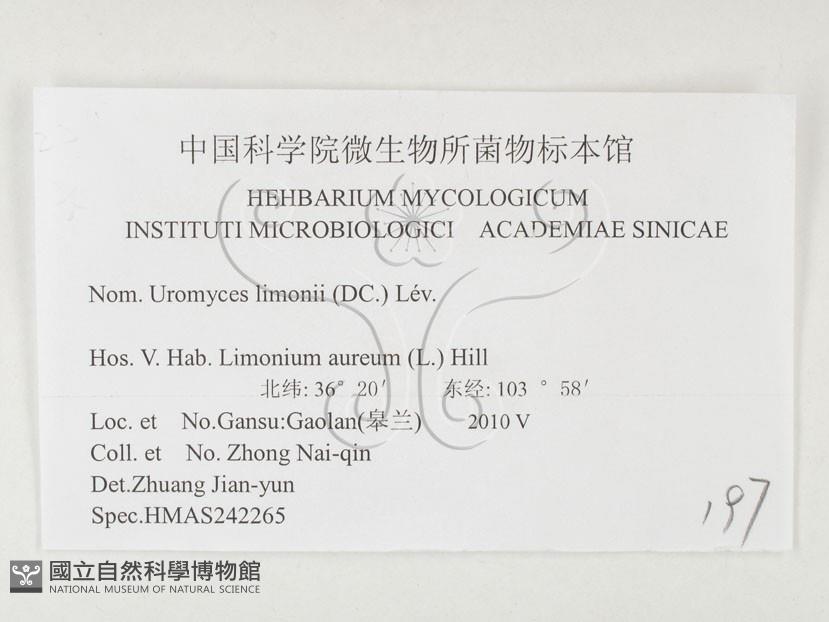 中国科学院微生物所菌物标本馆
HEHBARIUM MYCOLOGICUM
INSTITUTI MICROBIOLOGICI ACADEMIAE SINICAE
Nom. Uromyces limonii (DC.) Lév.
Hos. V. Hab. Limonium aureum (L.) Hill
北纬: 36° 20′ 东经: 103 ° 58′
Loc. et No.Gansu:Gaolan(皋兰) 2010 V
Coll. et No. Zhong Nai-qin
Det.Zhuang Jian-yun
Spec.HMAS242265
197
國立自然科學博物館
NATIONAL MUSEUM OF NATURAL SCIENCE